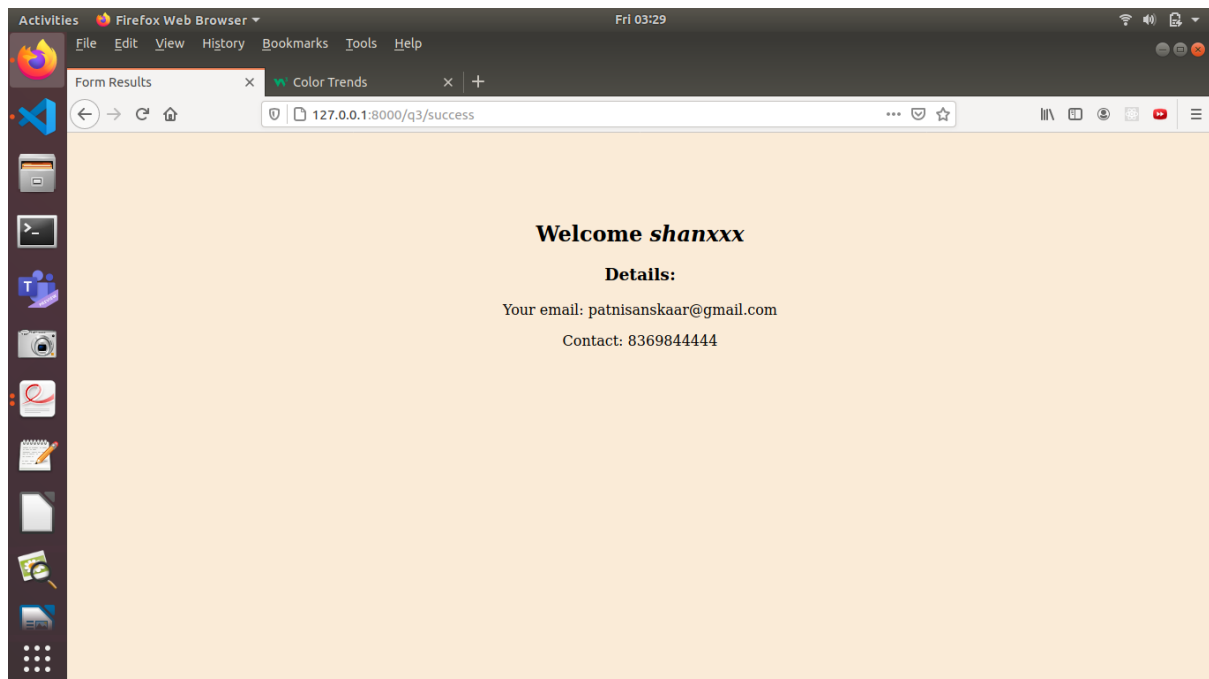 Activities Firefox Web Browser Fri 03:29
File Edit View History Bookmarks Tools Help
Form Results Color Trends
127.0.0.1:8000/q3/success
Welcome shanxxx
Details:
Your email: patnisanskaar@gmail.com
Contact: 8369844444